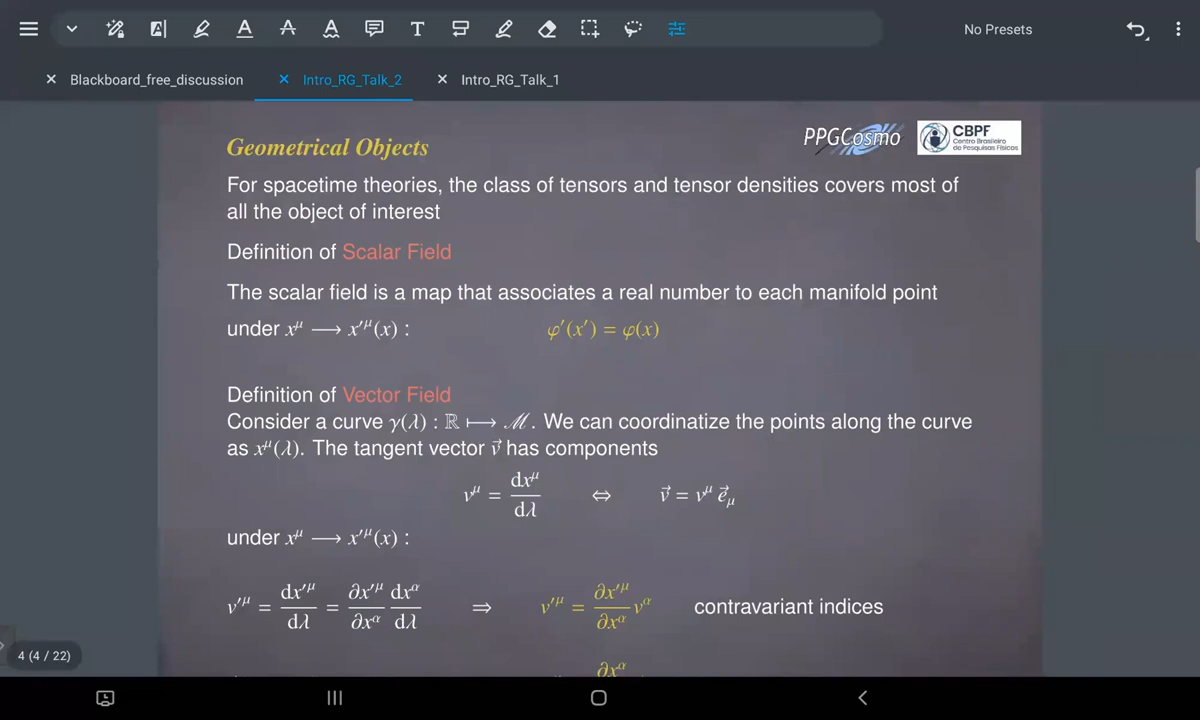 No Presets
Blackboard_free_discussion
Intro_RG_Talk_2
Intro_RG_Talk_1
Geometrical Objects
PPGCosmo
CBPF
Centro Brasileiro
de Pesquisas Físicas
For spacetime theories, the class of tensors and tensor densities covers most of
all the object of interest
Definition of Scalar Field
The scalar field is a map that associates a real number to each manifold point
under x^μ ⟶ x′^μ(x) : φ′(x′) = φ(x)
Definition of Vector Field
Consider a curve γ(λ) : ℝ ⟼ ℳ. We can coordinatize the points along the curve
as x^μ(λ). The tangent vector v⃗ has components
v^μ = dx^μ/dλ ⇔ v⃗ = v^μ e⃗_μ
under x^μ ⟶ x′^μ(x) :
v′^μ = dx′^μ/dλ = ∂x′^μ/∂x^α dx^α/dλ ⇒ v′^μ = ∂x′^μ/∂x^α v^α contravariant indices
∂x^α
4 (4 / 22)